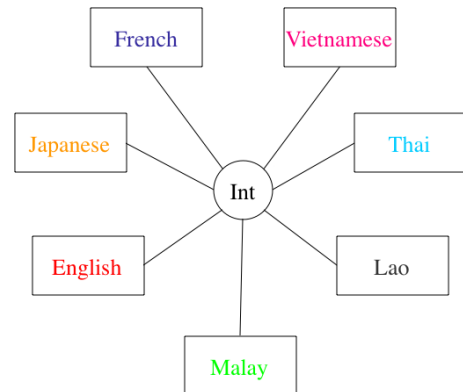 French
Vietnamese
Japanese
Thai
Int
English
Lao
Malay